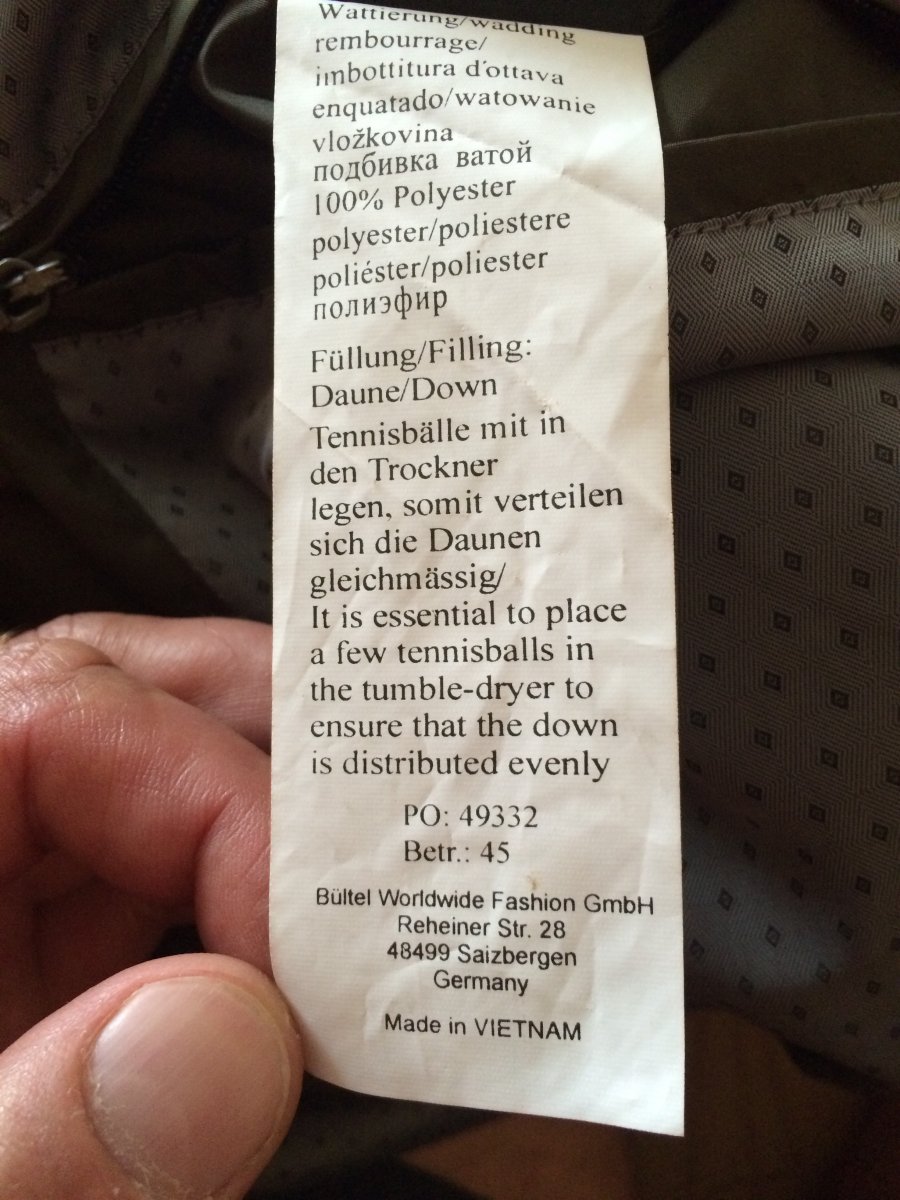 Wattierung/wadding
rembourrage/
imbottitura d'ottava
enquatado/watowanie
vložkovina
подбивка ватой
100% Polyester
polyester/poliestere
poliéster/poliester
полиэфир
Füllung/Filling:
Daune/Down
Tennisbälle mit in
den Trockner
legen, somit verteilen
sich die Daunen
gleichmässig/
It is essential to place
a few tennisballs in
the tumble-dryer to
ensure that the down
is distributed evenly
PO: 49332
Betr.: 45
Bültel Worldwide Fashion GmbH
Reheiner Str. 28
48499 Saizbergen
Germany
Made in VIETNAM